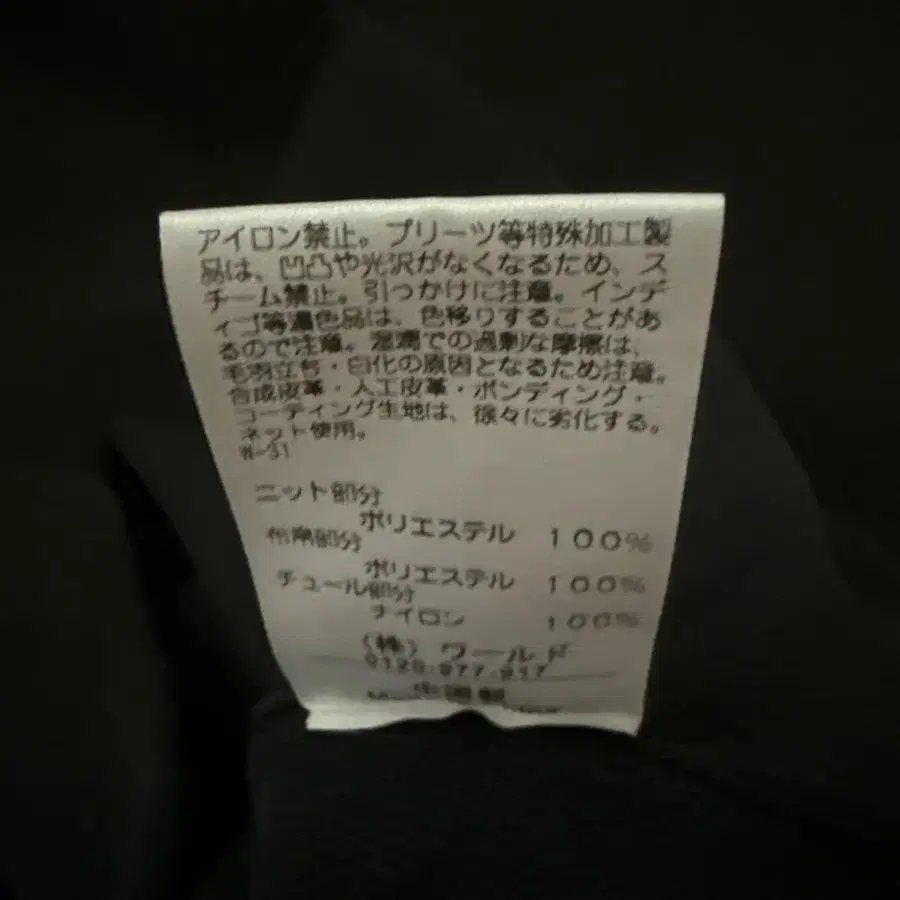 アイロン禁止。プリーツ等特殊加工製
品は、凹凸や光沢がなくなるため、ス
チーム禁止。引っかけに注意。インデ
ィゴ等濃色品は、色移りすることがあ
るので注意。湿潤での過剰な摩擦は、
毛羽立ち・白化の原因となるため注意。
合成皮革・人工皮革・ボンディング・
コーティング生地は、徐々に劣化する。
ネット使用。
W-31
ニット部分
ポリエステル 100%
布帛部分
ポリエステル 100%
チュール部分
ナイロン 100%
(株) ワールド
0120-977-947
中国製